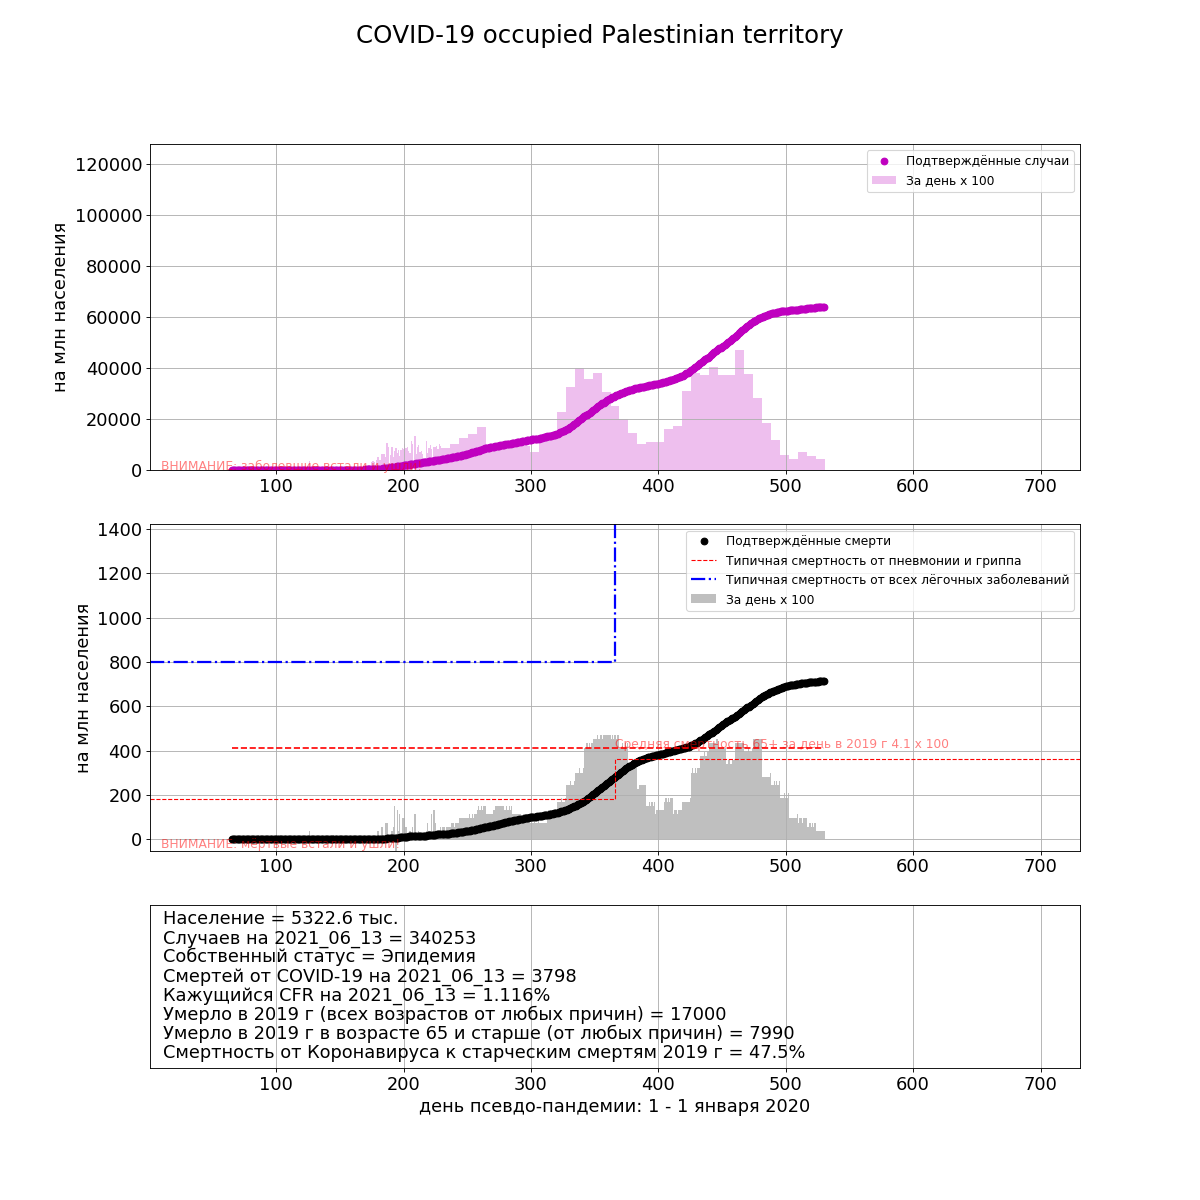 COVID-19 occupied Palestinian territory
120000
100000
80000
60000
40000
20000
0
на млн населения
Подтверждённые случаи
За день x 100
ВНИМАНИЕ: заболевшие встали и
100 200 300 400 500 600 700
1400
1200
1000
800
600
400
200
0
на млн населения
Подтверждённые смерти
Типичная смертность от пневмонии и гриппа
Типичная смертность от всех лёгочных заболеваний
За день x 100
Средняя смертность 65+ за день в 2019 г 4.1 x 100
ВНИМАНИЕ: мёртвые встали и ушли!
100 200 300 400 500 600 700
Население = 5322.6 тыс.
Случаев на 2021_06_13 = 340253
Собственный статус = Эпидемия
Смертей от COVID-19 на 2021_06_13 = 3798
Кажущийся CFR на 2021_06_13 = 1.116%
Умерло в 2019 г (всех возрастов от любых причин) = 17000
Умерло в 2019 г в возрасте 65 и старше (от любых причин) = 7990
Смертность от Коронавируса к старческим смертям 2019 г = 47.5%
100 200 300 400 500 600 700
день псевдо-пандемии: 1 - 1 января 2020